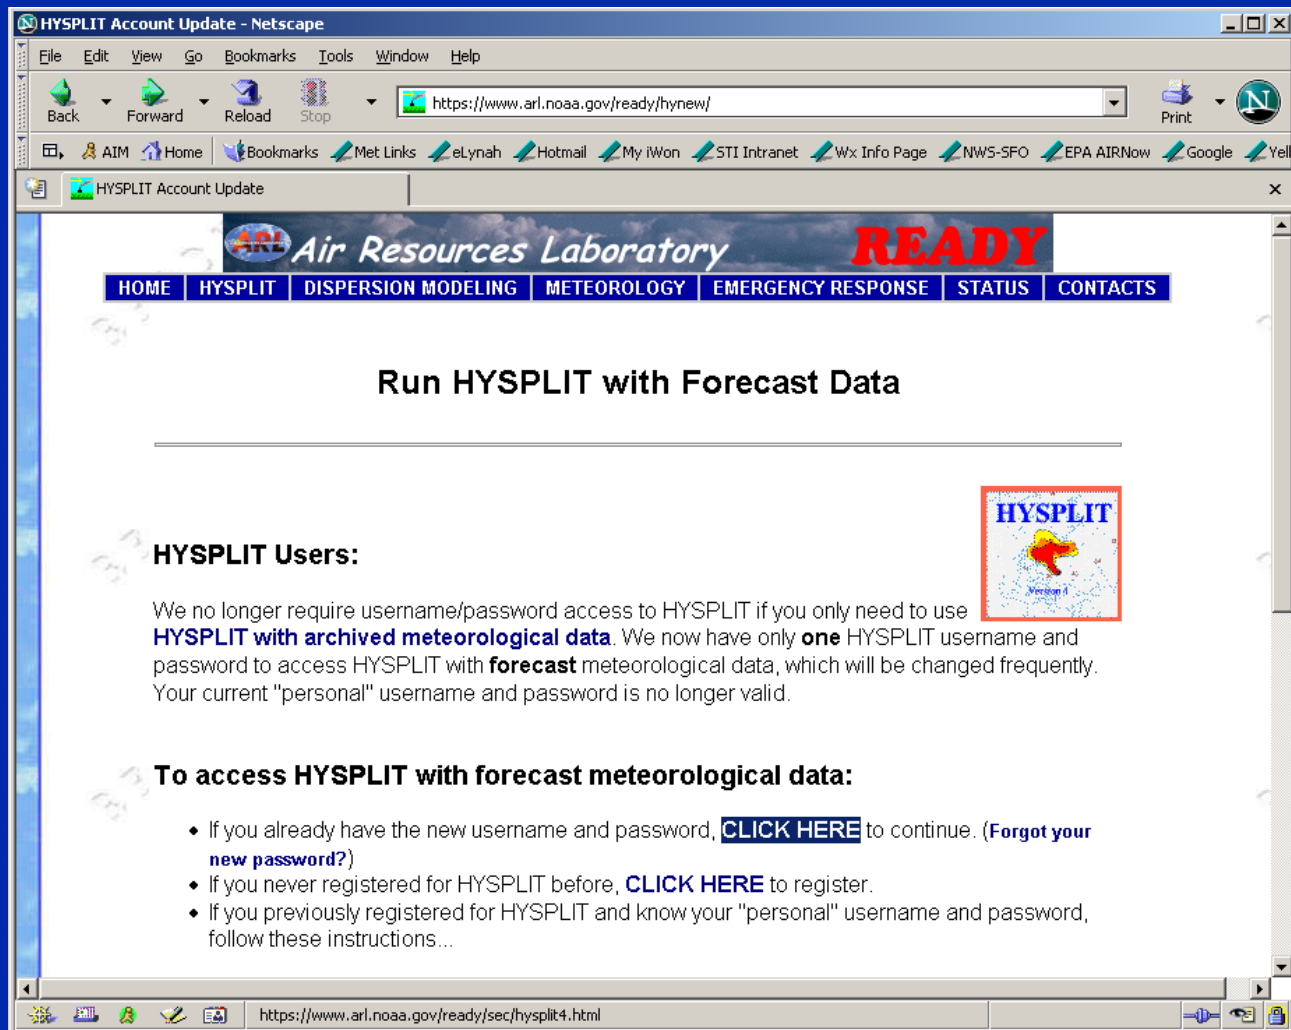 HYSPLIT Account Update - Netscape
File Edit View Go Bookmarks Tools Window Help
Back Forward Reload Stop https://www.arl.noaa.gov/ready/hynew/ Print N
AIM Home Bookmarks Met Links eLynah Hotmail My iWon STI Intranet Wx Info Page NWS-SFO EPA AIRNow Google Yell
HYSPLIT Account Update
ARL Air Resources Laboratory READY
HOME HYSPLIT DISPERSION MODELING METEOROLOGY EMERGENCY RESPONSE STATUS CONTACTS
Run HYSPLIT with Forecast Data
HYSPLIT
Version 4
HYSPLIT Users:
We no longer require username/password access to HYSPLIT if you only need to use
HYSPLIT with archived meteorological data. We now have only one HYSPLIT username and
password to access HYSPLIT with forecast meteorological data, which will be changed frequently.
Your current "personal" username and password is no longer valid.
To access HYSPLIT with forecast meteorological data:
• If you already have the new username and password, CLICK HERE to continue. (Forgot your
new password?)
• If you never registered for HYSPLIT before, CLICK HERE to register.
• If you previously registered for HYSPLIT and know your "personal" username and password,
follow these instructions...
https://www.arl.noaa.gov/ready/sec/hysplit4.html